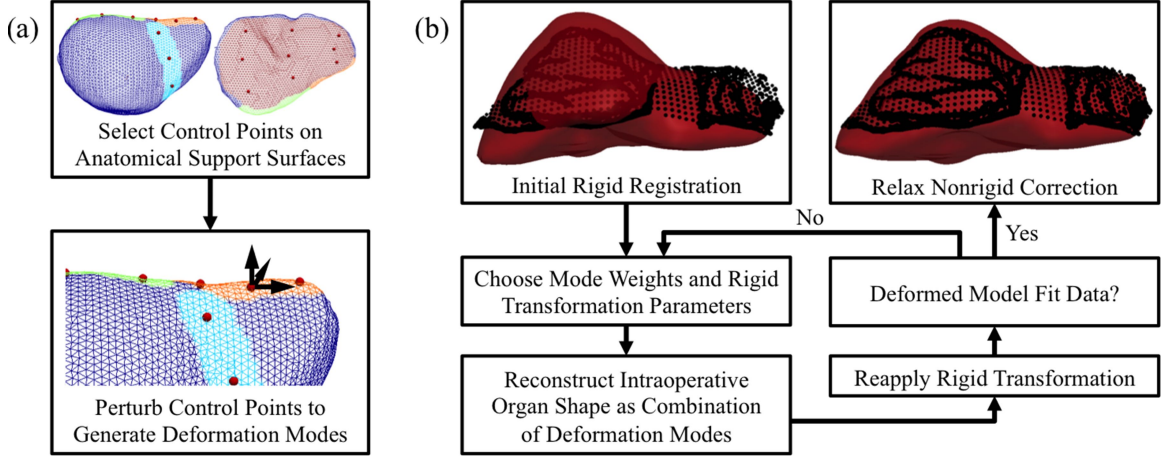 (a)
Select Control Points on
Anatomical Support Surfaces
Perturb Control Points to
Generate Deformation Modes
(b)
Initial Rigid Registration
Choose Mode Weights and Rigid
Transformation Parameters
Reconstruct Intraoperative
Organ Shape as Combination
of Deformation Modes
Reapply Rigid Transformation
Deformed Model Fit Data?
No
Yes
Relax Nonrigid Correction